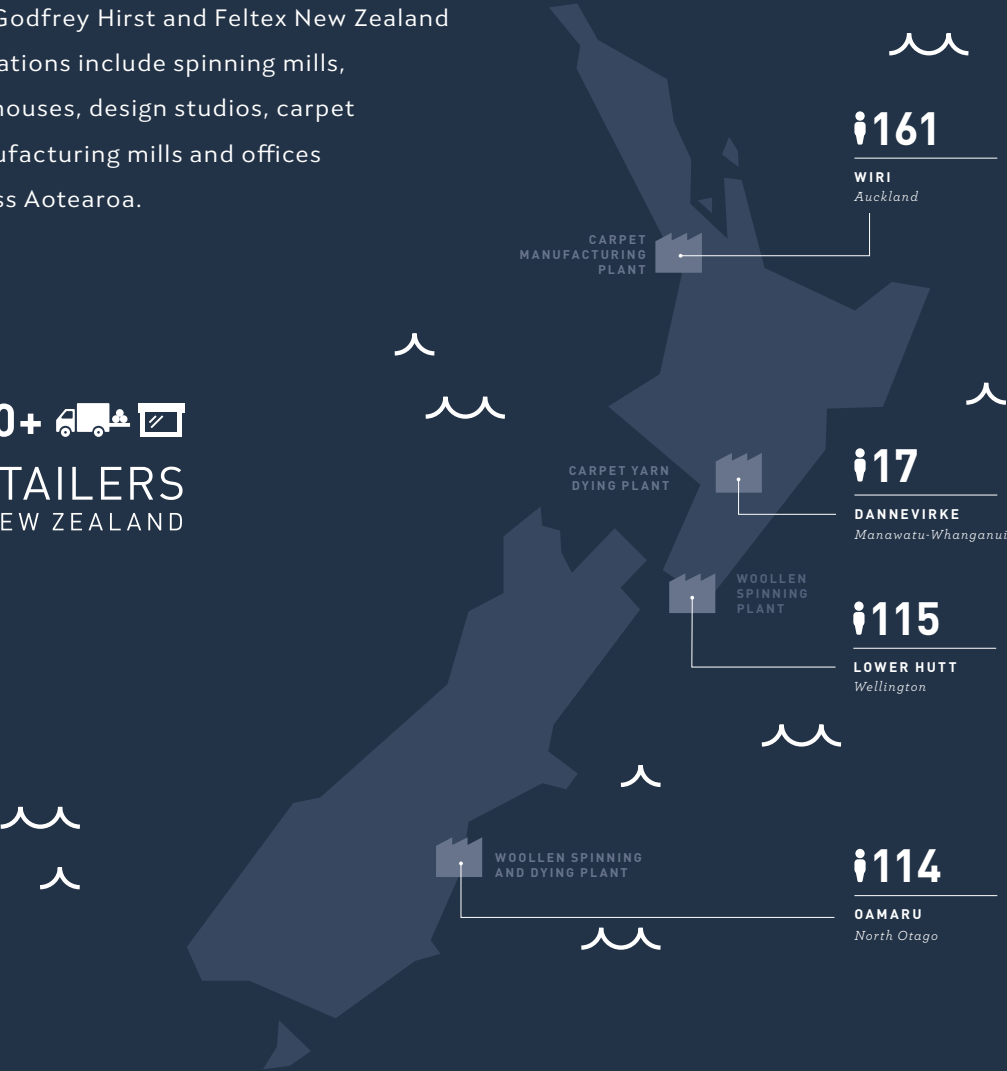 Godfrey Hirst and Feltex New Zealand
ations include spinning mills,
houses, design studios, carpet
ufacturing mills and offices
ss Aotearoa.
161
WIRI
Auckland
CARPET
MANUFACTURING
PLANT
0+
TAILERS
EW ZEALAND
17
DANNEVIRKE
Manawatu-Whanganui
CARPET YARN
DYING PLANT
WOOLLEN
SPINNING
PLANT
115
LOWER HUTT
Wellington
114
OAMARU
North Otago
WOOLLEN SPINNING
AND DYING PLANT